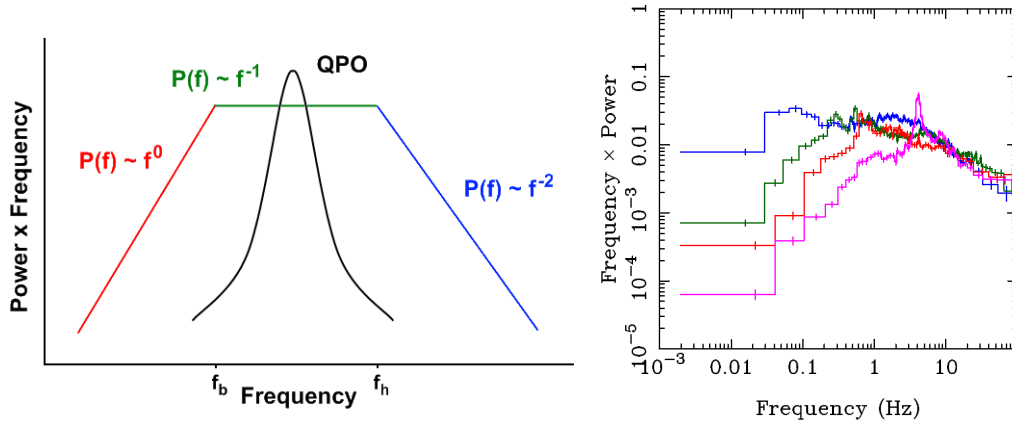 QPO
P(f) ~ f⁻¹
P(f) ~ f⁰
P(f) ~ f⁻²
Power x Frequency
f_b
Frequency
f_h
1
0.1
0.01
10⁻³
10⁻⁴
10⁻⁵
Frequency × Power
10⁻³
0.01
0.1
1
10
Frequency (Hz)